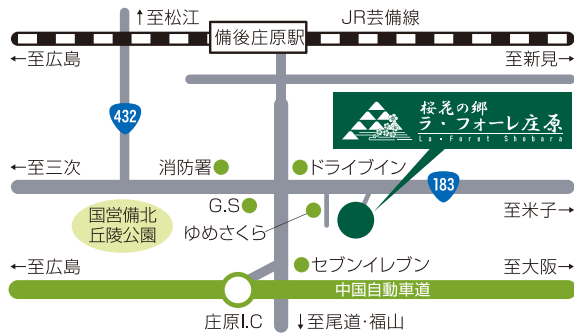 ↑至松江
JR芸備線
備後庄原駅
←至広島
至新見→
432
桜花の郷
ラ・フォーレ庄原
La・Foret Shobara
←至三次
消防署
ドライブイン
183
G.S
国営備北
丘陵公園
ゆめさくら
至米子→
←至広島
セブンイレブン
至大阪→
中国自動車道
庄原I.C
↓至尾道・福山